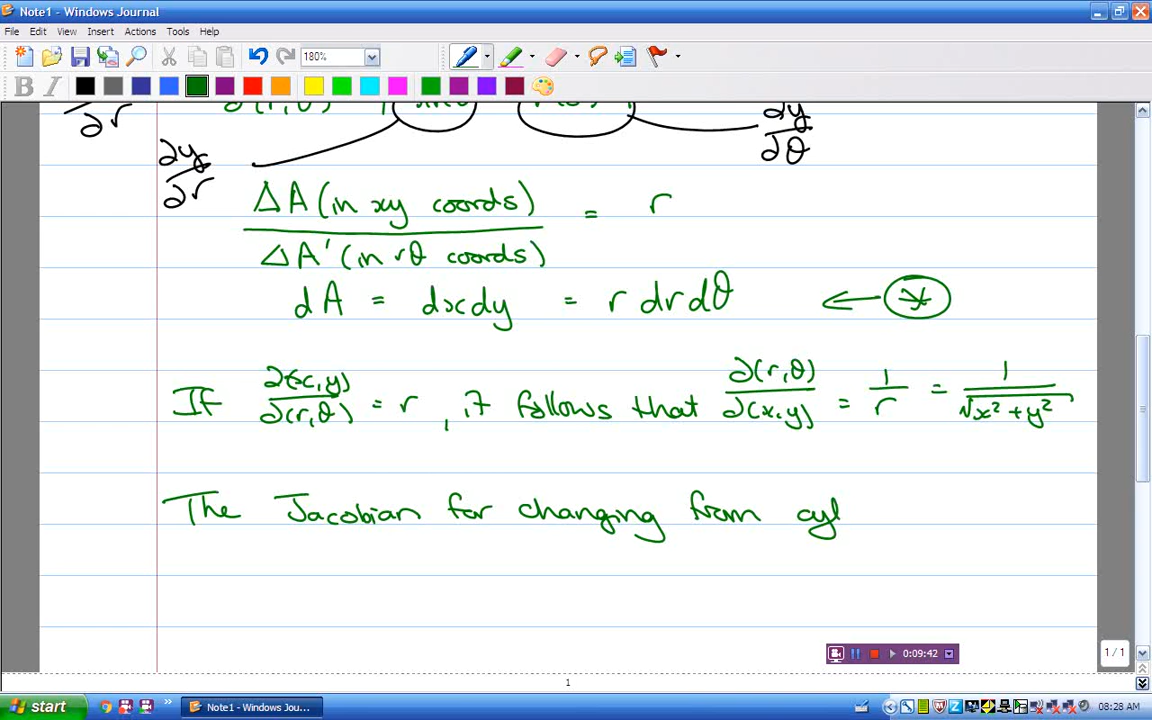 Note1 - Windows Journal
File Edit View Insert Actions Tools Help
180%
B I
∂r
∂y
∂r
∂y
∂θ
ΔA (in xy coords) = r
ΔA' (in rθ coords)
dA = dxdy = r dr dθ ← *
If ∂(x,y)/∂(r,θ) = r , it follows that ∂(r,θ)/∂(x,y) = 1/r = 1/√x² + y²
The Jacobian for changing from cyl
0:09:42
1 / 1
1
start Note1 - Windows Jou... 08:28 AM